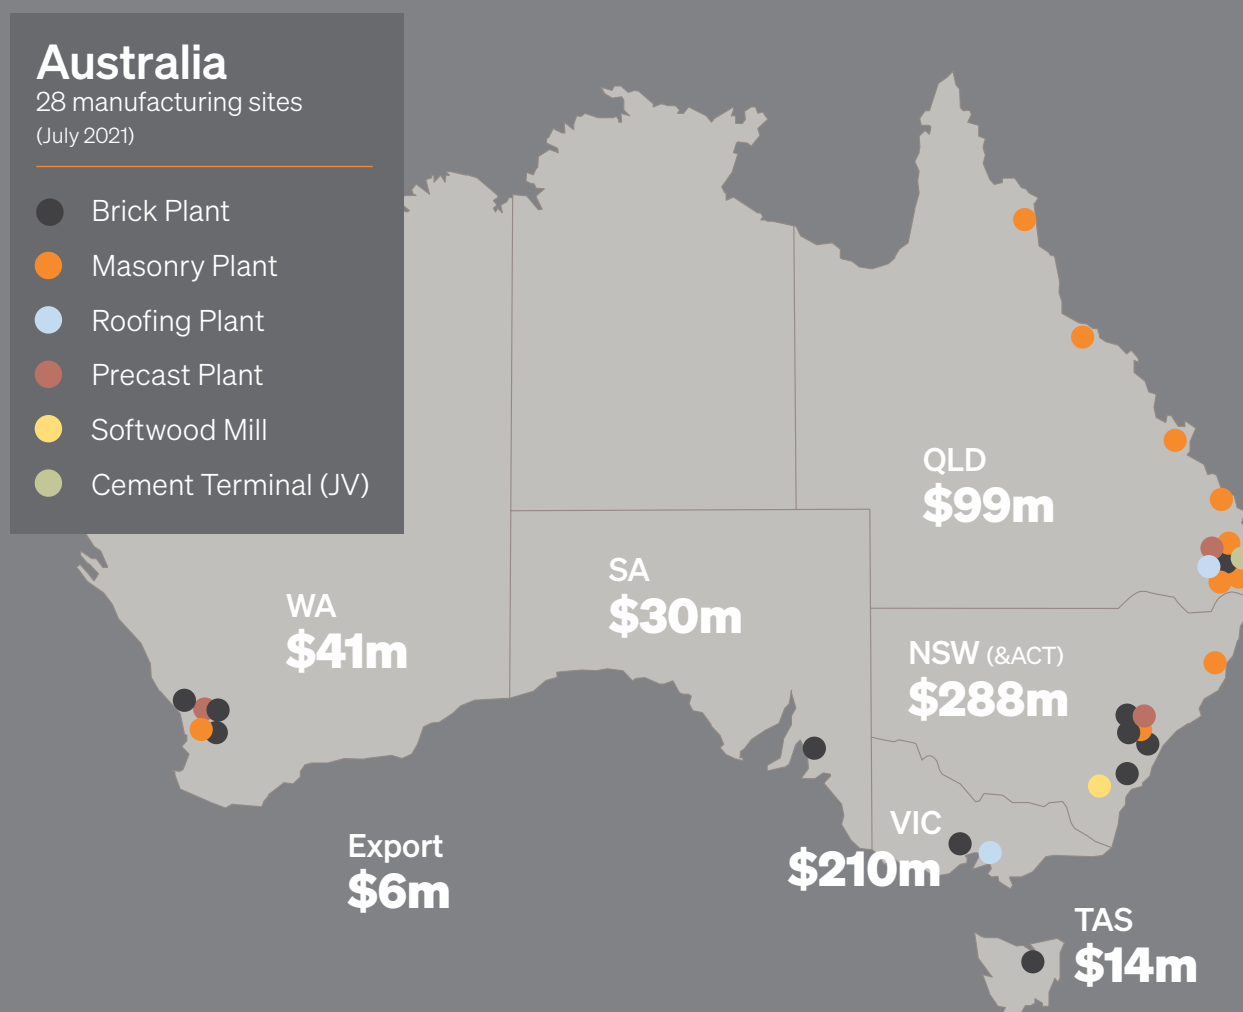 Australia
28 manufacturing sites
(July 2021)
Brick Plant
Masonry Plant
Roofing Plant
Precast Plant
Softwood Mill
Cement Terminal (JV)
QLD
$99m
SA
$30m
WA
$41m
NSW (&ACT)
$288m
VIC
$210m
Export
$6m
TAS
$14m